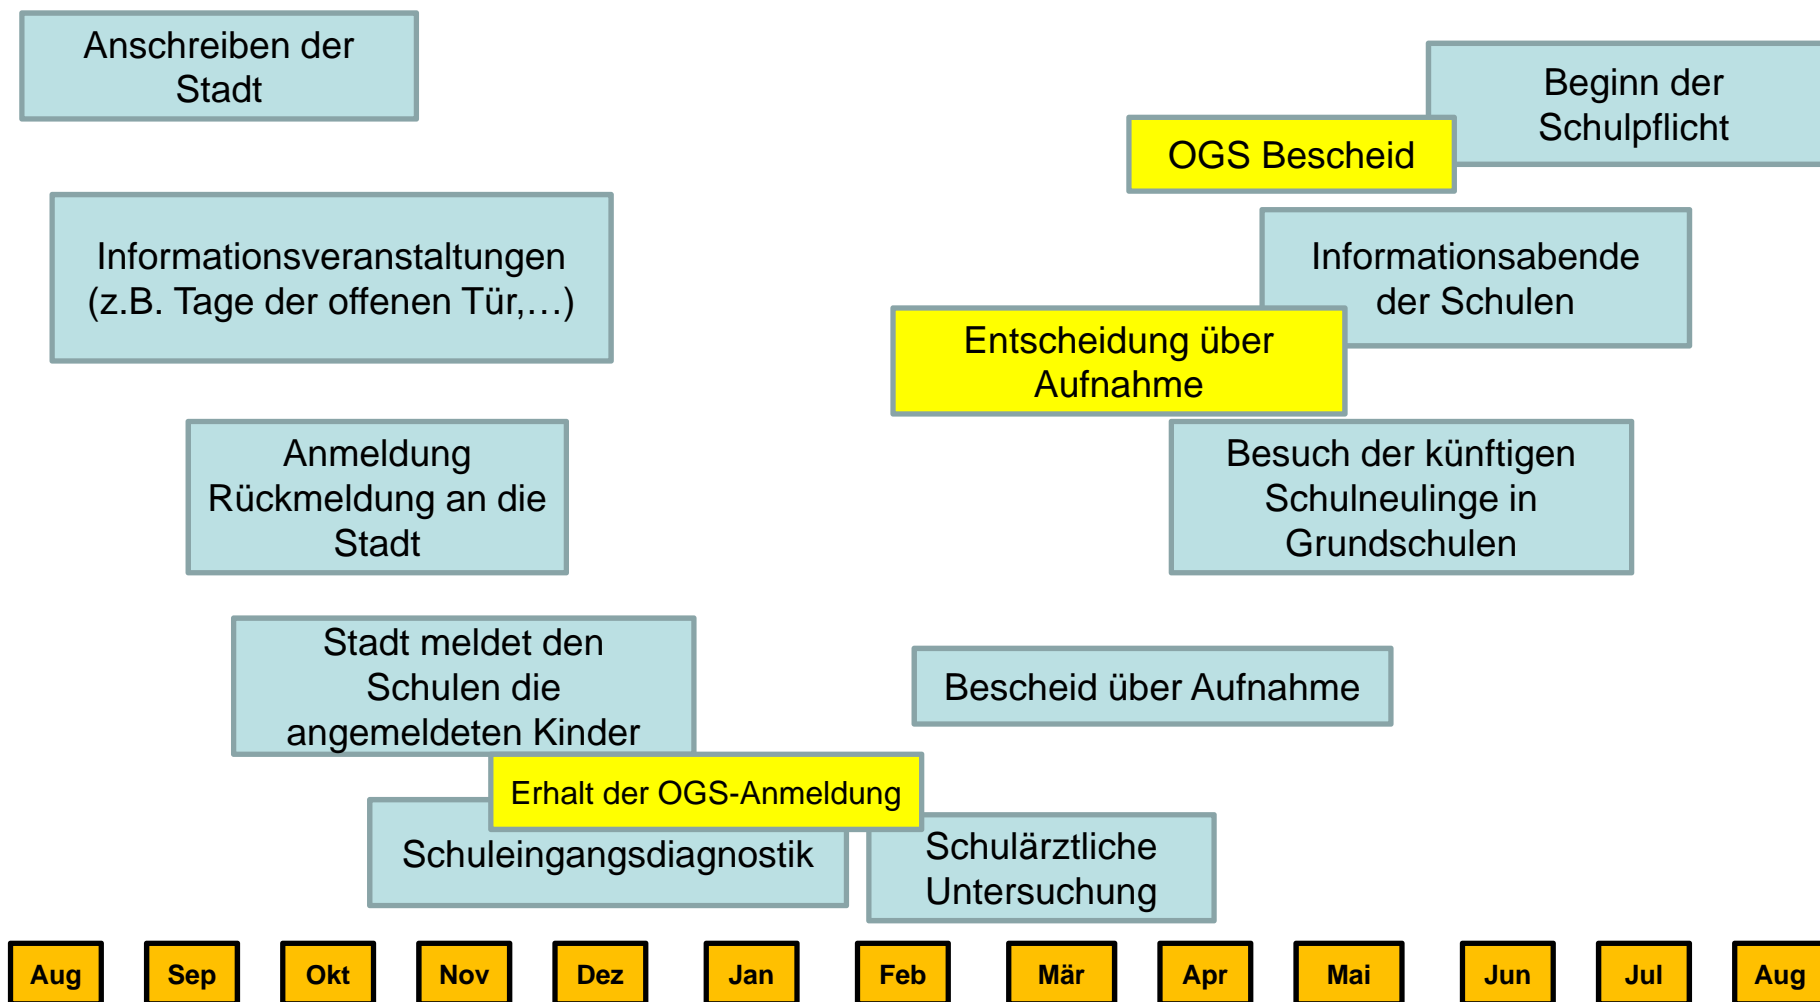 Anschreiben der
Stadt
Beginn der
Schulpflicht
OGS Bescheid
Informationsveranstaltungen
(z.B. Tage der offenen Tür,…)
Informationsabende
der Schulen
Entscheidung über
Aufnahme
Anmeldung
Rückmeldung an die
Stadt
Besuch der künftigen
Schulneulinge in
Grundschulen
Stadt meldet den
Schulen die
angemeldeten Kinder
Bescheid über Aufnahme
Erhalt der OGS-Anmeldung
Schuleingangsdiagnostik
Schulärztliche
Untersuchung
Aug Sep Okt Nov Dez Jan Feb Mär Apr Mai Jun Jul Aug